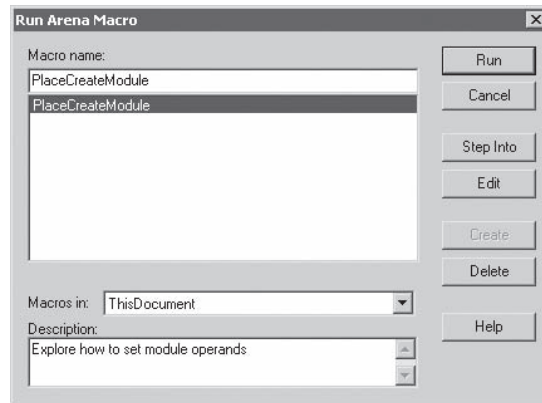 Run Arena Macro
Macro name:
PlaceCreateModule
PlaceCreateModule
Macros in: ThisDocument
Description:
Explore how to set module operands
Run
Cancel
Step Into
Edit
Create
Delete
Help